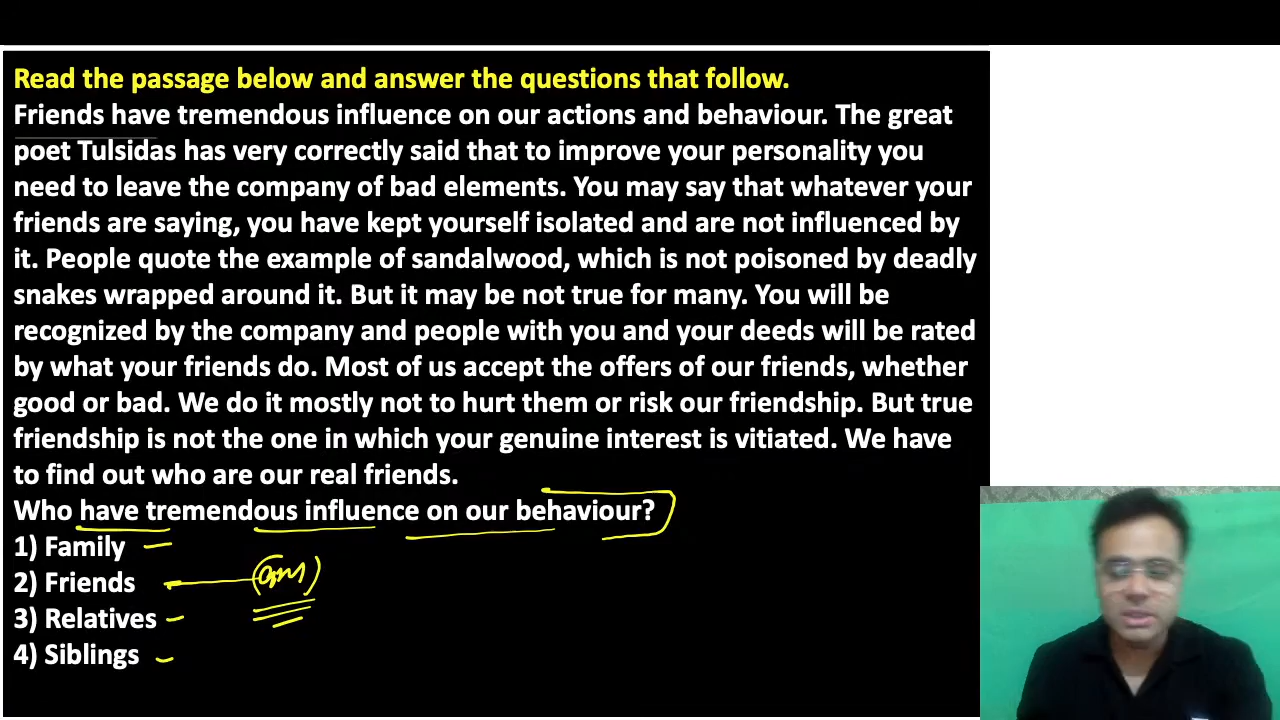 Read the passage below and answer the questions that follow.
Friends have tremendous influence on our actions and behaviour. The great
poet Tulsidas has very correctly said that to improve your personality you
need to leave the company of bad elements. You may say that whatever your
friends are saying, you have kept yourself isolated and are not influenced by
it. People quote the example of sandalwood, which is not poisoned by deadly
snakes wrapped around it. But it may be not true for many. You will be
recognized by the company and people with you and your deeds will be rated
by what your friends do. Most of us accept the offers of our friends, whether
good or bad. We do it mostly not to hurt them or risk our friendship. But true
friendship is not the one in which your genuine interest is vitiated. We have
to find out who are our real friends.
Who have tremendous influence on our behaviour?
1) Family
2) Friends
3) Relatives
4) Siblings